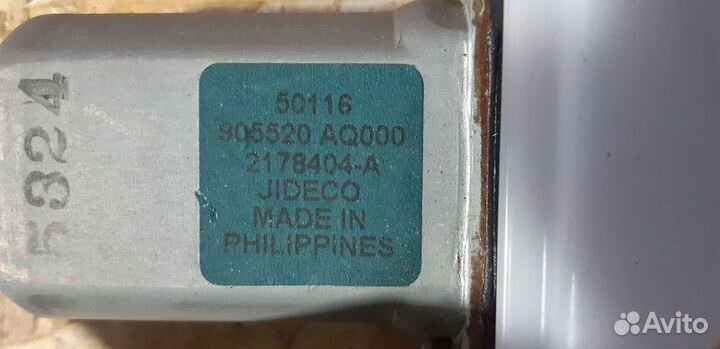 5324
50116
905520 AQ000
2178404-A
JIDECO
MADE IN
PHILIPPINES
Avito